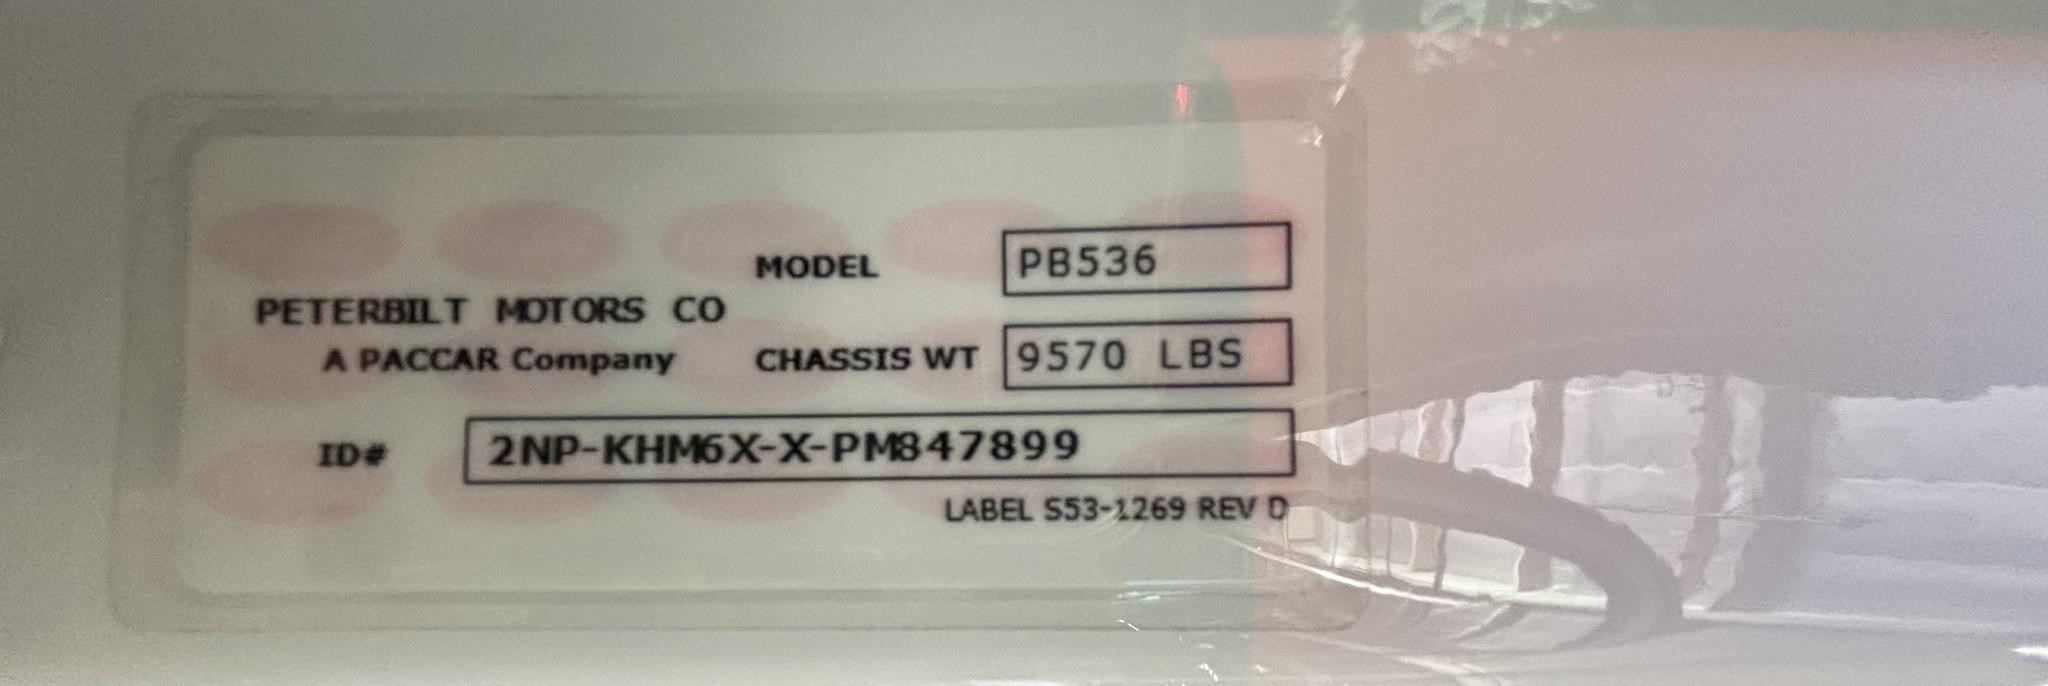 MODEL PB536
PETERBILT MOTORS CO
A PACCAR Company CHASSIS WT 9570 LBS
ID# 2NP-KHM6X-X-PM847899
LABEL S53-1269 REV D